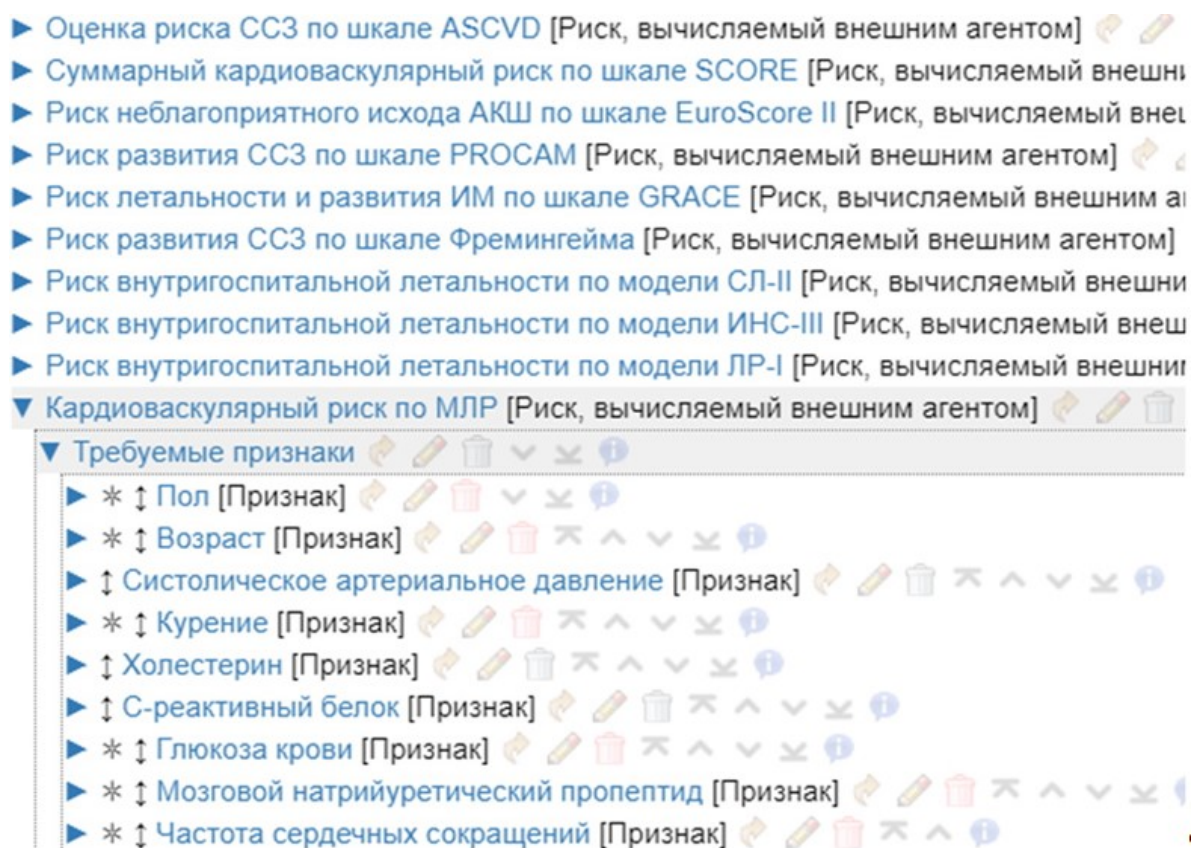 ► Оценка риска ССЗ по шкале ASCVD [Риск, вычисляемый внешним агентом]
► Суммарный кардиоваскулярный риск по шкале SCORE [Риск, вычисляемый
► Риск неблагоприятного исхода АКШ по шкале EuroScore II [Риск, вычисляемый
► Риск развития ССЗ по шкале PROCAM [Риск, вычисляемый внешним агентом]
► Риск летальности и развития ИМ по шкале GRACE [Риск, вычисляемый внешним
► Риск развития ССЗ по шкале Фремингейма [Риск, вычисляемый внешним агентом]
► Риск внутригоспитальной летальности по модели СЛ-II [Риск, вычисляемый
► Риск внутригоспитальной летальности по модели ИНС-III [Риск, вычисляемый
► Риск внутригоспитальной летальности по модели ЛР-I [Риск, вычисляемый
▼ Кардиоваскулярный риск по МЛР [Риск, вычисляемый внешним агентом]
▼ Требуемые признаки
► * ↕ Пол [Признак]
► * ↕ Возраст [Признак]
► ↕ Систолическое артериальное давление [Признак]
► * ↕ Курение [Признак]
► ↕ Холестерин [Признак]
► ↕ С-реактивный белок [Признак]
► * ↕ Глюкоза крови [Признак]
► * ↕ Мозговой натрийуретический пропептид [Признак]
► * ↕ Частота сердечных сокращений [Признак]